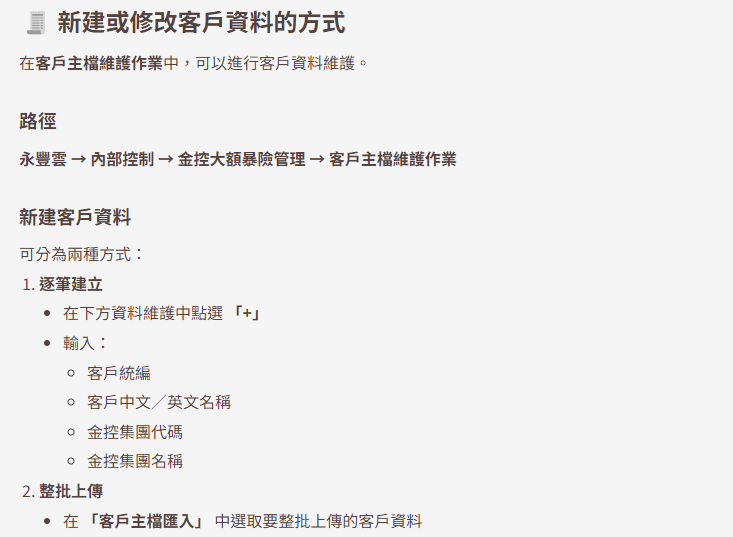 新建或修改客戶資料的方式
在客戶主檔維護作業中，可以進行客戶資料維護。
路徑
永豐雲 → 內部控制 → 金控大額暴險管理 → 客戶主檔維護作業
新建客戶資料
可分為兩種方式：
1. 逐筆建立
• 在下方資料維護中點選「+」
• 輸入：
◦ 客戶統編
◦ 客戶中文／英文名稱
◦ 金控集團代碼
◦ 金控集團名稱
2. 整批上傳
• 在「客戶主檔匯入」中選取要整批上傳的客戶資料